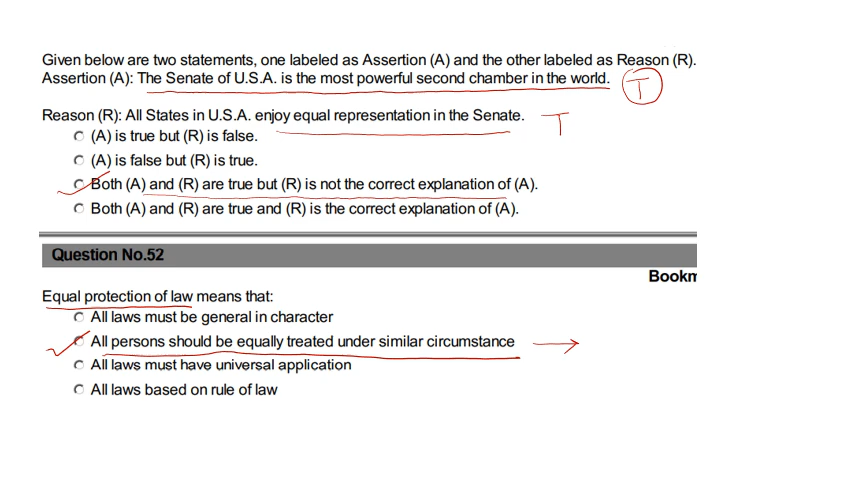 Given below are two statements, one labeled as Assertion (A) and the other labeled as Reason (R).
Assertion (A): The Senate of U.S.A. is the most powerful second chamber in the world.
T
Reason (R): All States in U.S.A. enjoy equal representation in the Senate.
T
(A) is true but (R) is false.
(A) is false but (R) is true.
Both (A) and (R) are true but (R) is not the correct explanation of (A).
Both (A) and (R) are true and (R) is the correct explanation of (A).
Question No.52
Bookm
Equal protection of law means that:
All laws must be general in character
All persons should be equally treated under similar circumstance
All laws must have universal application
All laws based on rule of law